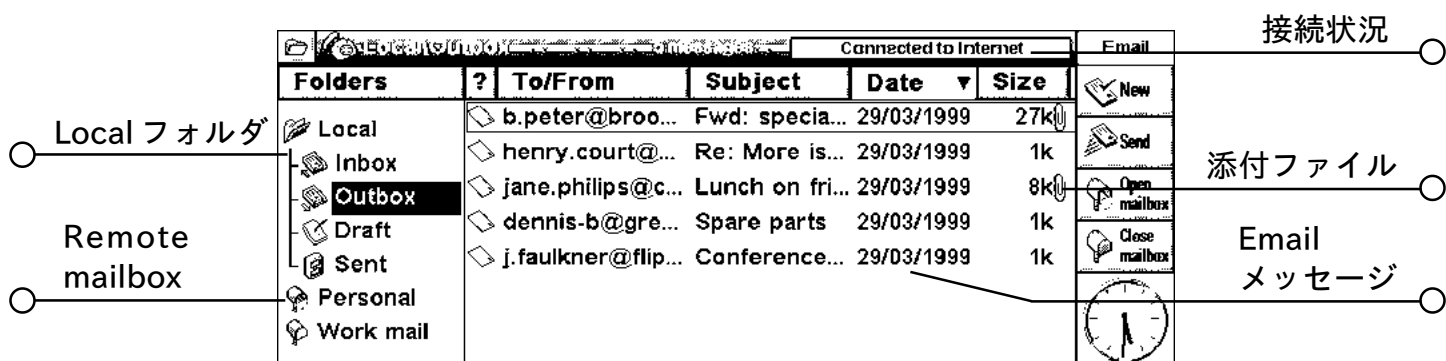 接続状況
Connected to Internet
Email
Folders ? To/From Subject Date ▼ Size
New
Local フォルダ
Local
b.peter@broo... Fwd: specia... 29/03/1999 27k
Inbox
henry.court@... Re: More is... 29/03/1999 1k
Send
添付ファイル
Outbox
jane.philips@c... Lunch on fri... 29/03/1999 8k
Open
mailbox
Remote
mailbox
Draft
dennis-b@gre... Spare parts 29/03/1999 1k
Close
mailbox
Email
メッセージ
Sent
j.faulkner@flip... Conference... 29/03/1999 1k
Personal
Work mail